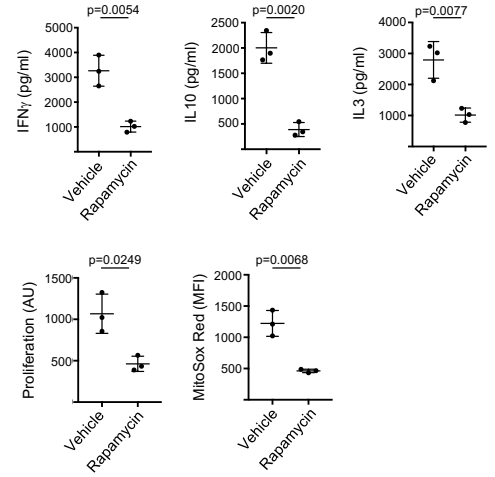 p=0.0054
IFNγ (pg/ml)
5000
4000
3000
2000
1000
Vehicle
Rapamycin
p=0.0020
IL10 (pg/ml)
2500
2000
1500
1000
500
Vehicle
Rapamycin
p=0.0077
IL3 (pg/ml)
4000
3000
2000
1000
Vehicle
Rapamycin
p=0.0249
Proliferation (AU)
1500
1000
500
Vehicle
Rapamycin
p=0.0068
MitoSox Red (MFI)
2000
1500
1000
500
Vehicle
Rapamycin